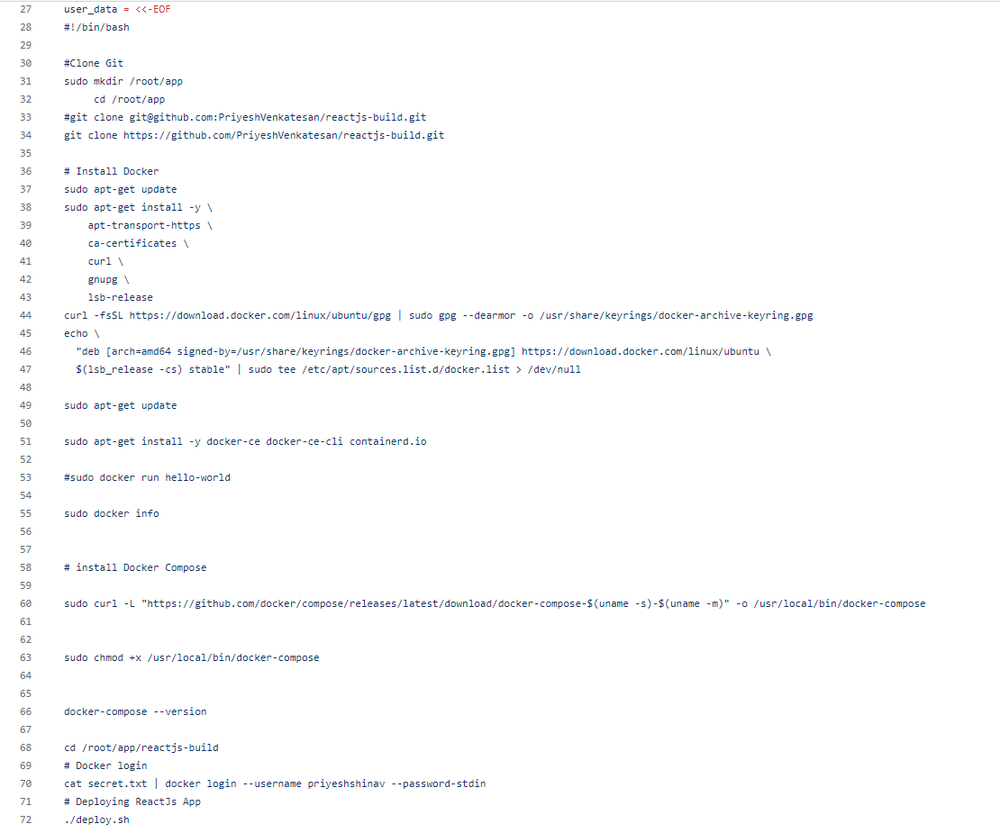 27 user_data = <<-EOF
28 #!/bin/bash
29
30 #Clone Git
31 sudo mkdir /root/app
32 cd /root/app
33 #git clone git@github.com:PriyeshVenkatesan/reactjs-build.git
34 git clone https://github.com/PriyeshVenkatesan/reactjs-build.git
35
36 # Install Docker
37 sudo apt-get update
38 sudo apt-get install -y \
39 apt-transport-https \
40 ca-certificates \
41 curl \
42 gnupg \
43 lsb-release
44 curl -fsSL https://download.docker.com/linux/ubuntu/gpg | sudo gpg --dearmor -o /usr/share/keyrings/docker-archive-keyring.gpg
45 echo \
46 "deb [arch=amd64 signed-by=/usr/share/keyrings/docker-archive-keyring.gpg] https://download.docker.com/linux/ubuntu \
47 $(lsb_release -cs) stable" | sudo tee /etc/apt/sources.list.d/docker.list > /dev/null
48
49 sudo apt-get update
50
51 sudo apt-get install -y docker-ce docker-ce-cli containerd.io
52
53 #sudo docker run hello-world
54
55 sudo docker info
56
57
58 # install Docker Compose
59
60 sudo curl -L "https://github.com/docker/compose/releases/latest/download/docker-compose-$(uname -s)-$(uname -m)" -o /usr/local/bin/docker-compose
61
62
63 sudo chmod +x /usr/local/bin/docker-compose
64
65
66 docker-compose --version
67
68 cd /root/app/reactjs-build
69 # Docker login
70 cat secret.txt | docker login --username priyeshshinav --password-stdin
71 # Deploying ReactJs App
72 ./deploy.sh